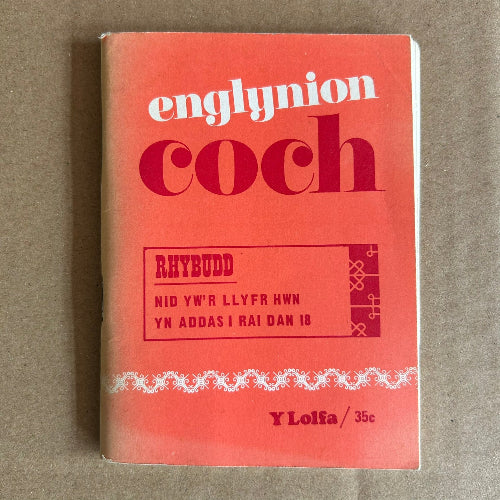 englynion
coch
RHYBUDD
NID YW'R LLYFR HWN
YN ADDAS I RAI DAN 18
Y Lolfa / 35c